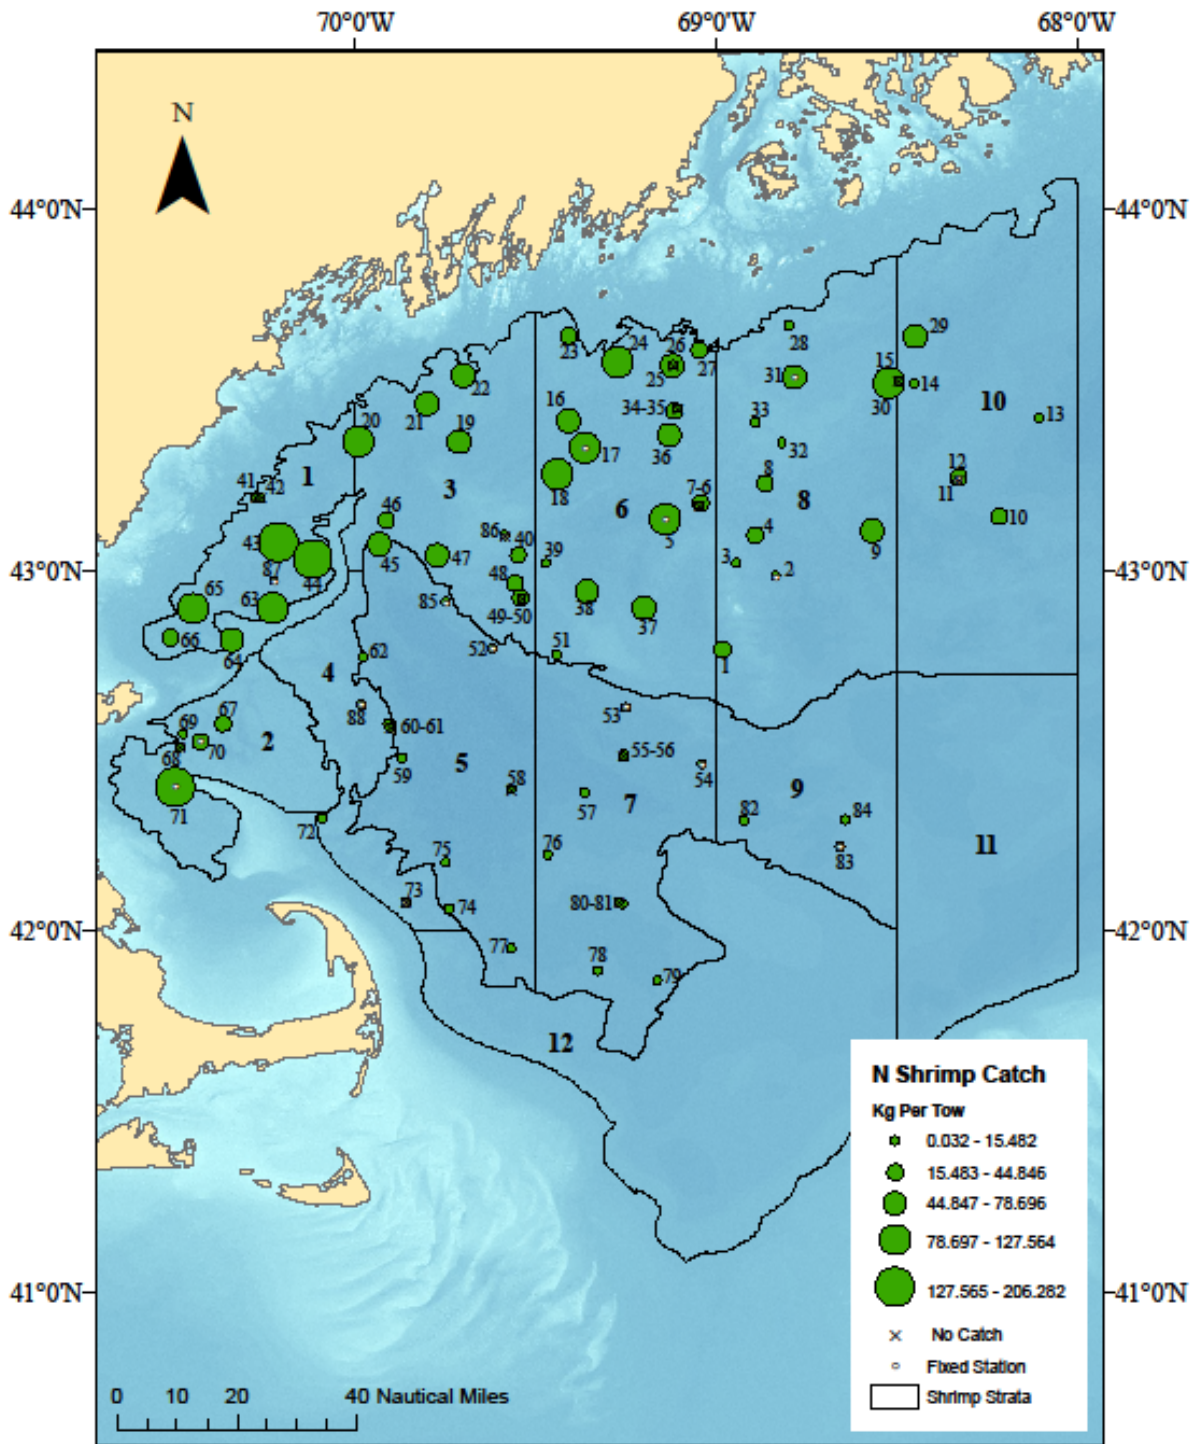 70°0'W 69°0'W 68°0'W
N
44°0'N 44°0'N
28 29
23 24 26
27
25 31 15 14
22 30
16 34-35 33 10
21 13
20 19 17 36 32
41 42 1 3 18 8 12
7-6 11
46 6 8 10
43 86 40 5 4 9
39
43°0'N 45 47 3 2 43°0'N
87 44 48
65 63 85 49-50 38 37
66 64 62 52 51 1
4 88 53
69 67 60-61
2 55-56
68 70 59 5 54
58 9
71 57 7 82 84
72 76 83 11
75
73 74 80-81
42°0'N 77 78 42°0'N
79
12
N Shrimp Catch
Kg Per Tow
0.032 - 15.482
15.483 - 44.846
44.847 - 78.696
78.697 - 127.564
127.565 - 206.282
No Catch
Fixed Station
Shrimp Strata
41°0'N 41°0'N
0 10 20 40 Nautical Miles